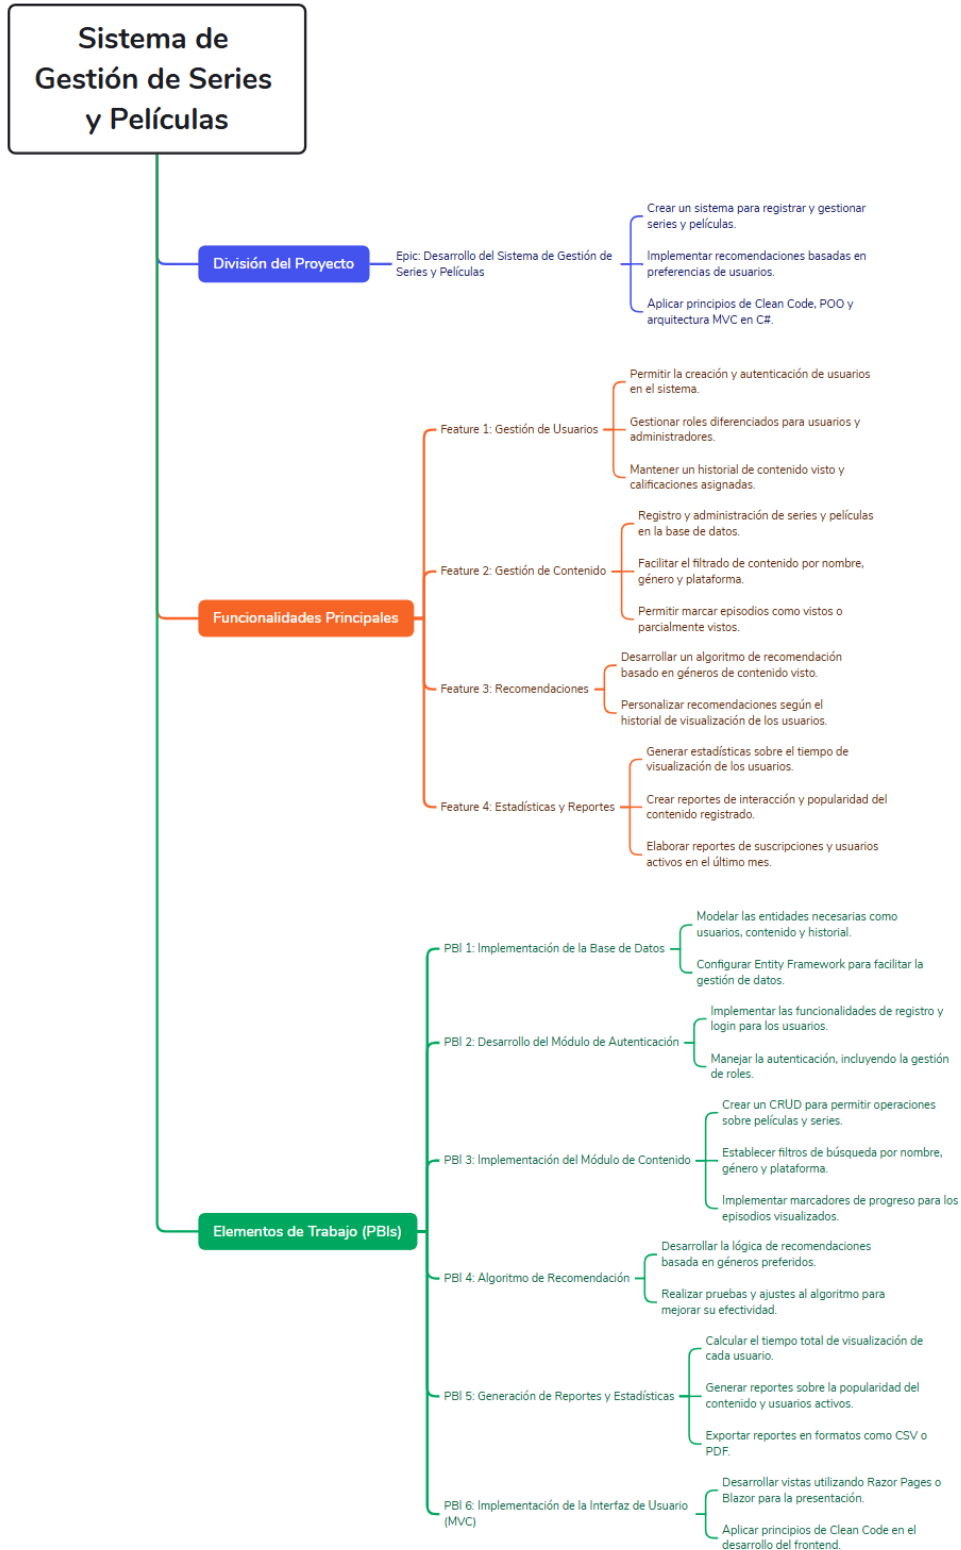 Sistema de
Gestión de Series
y Películas
División del Proyecto
Epic: Desarrollo del Sistema de Gestión de
Series y Películas
Crear un sistema para registrar y gestionar
series y películas.
Implementar recomendaciones basadas en
preferencias de usuarios.
Aplicar principios de Clean Code, POO y
arquitectura MVC en C#.
Funcionalidades Principales
Feature 1: Gestión de Usuarios
Permitir la creación y autenticación de usuarios
en el sistema.
Gestionar roles diferenciados para usuarios y
administradores.
Mantener un historial de contenido visto y
calificaciones asignadas.
Feature 2: Gestión de Contenido
Registro y administración de series y películas
en la base de datos.
Facilitar el filtrado de contenido por nombre,
género y plataforma.
Permitir marcar episodios como vistos o
parcialmente vistos.
Feature 3: Recomendaciones
Desarrollar un algoritmo de recomendación
basado en géneros de contenido visto.
Personalizar recomendaciones según el
historial de visualización de los usuarios.
Feature 4: Estadísticas y Reportes
Generar estadísticas sobre el tiempo de
visualización de los usuarios.
Crear reportes de interacción y popularidad del
contenido registrado.
Elaborar reportes de suscripciones y usuarios
activos en el último mes.
Elementos de Trabajo (PBIs)
PBI 1: Implementación de la Base de Datos
Modelar las entidades necesarias como
usuarios, contenido y historial.
Configurar Entity Framework para facilitar la
gestión de datos.
PBI 2: Desarrollo del Módulo de Autenticación
Implementar las funcionalidades de registro y
login para los usuarios.
Manejar la autenticación, incluyendo la gestión
de roles.
PBI 3: Implementación del Módulo de Contenido
Crear un CRUD para permitir operaciones
sobre películas y series.
Establecer filtros de búsqueda por nombre,
género y plataforma.
Implementar marcadores de progreso para los
episodios visualizados.
PBI 4: Algoritmo de Recomendación
Desarrollar la lógica de recomendaciones
basada en géneros preferidos.
Realizar pruebas y ajustes al algoritmo para
mejorar su efectividad.
PBI 5: Generación de Reportes y Estadísticas
Calcular el tiempo total de visualización de
cada usuario.
Generar reportes sobre la popularidad del
contenido y usuarios activos.
Exportar reportes en formatos como CSV o
PDF.
PBI 6: Implementación de la Interfaz de Usuario
(MVC)
Desarrollar vistas utilizando Razor Pages o
Blazor para la presentación.
Aplicar principios de Clean Code en el
desarrollo del frontend.